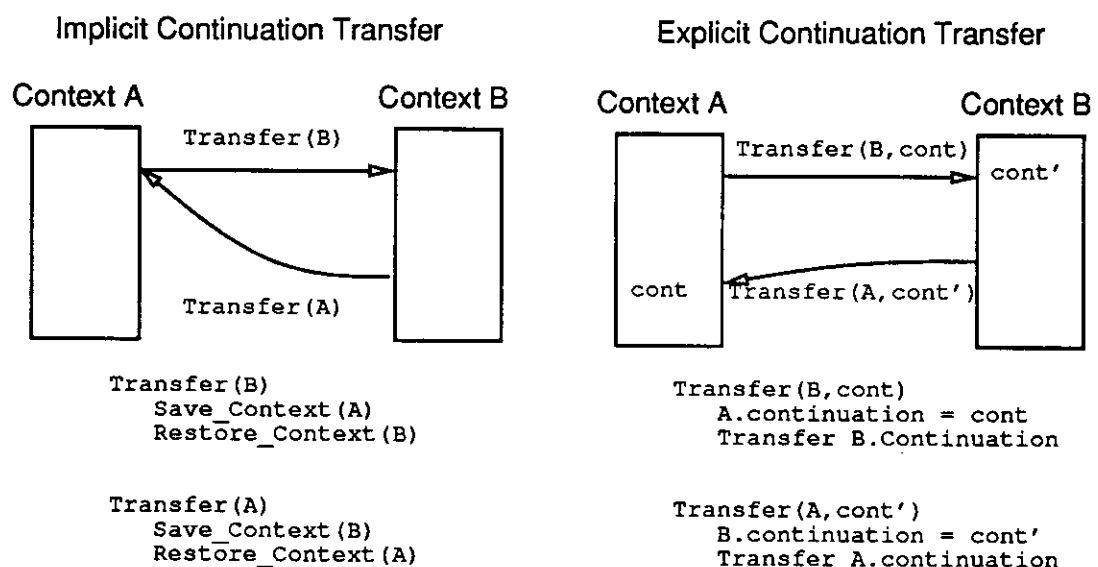 Implicit Continuation Transfer
Context A
Context B
Transfer(B)
Transfer(A)
Transfer(B)
Save_Context(A)
Restore_Context(B)
Transfer(A)
Save_Context(B)
Restore_Context(A)
Explicit Continuation Transfer
Context A
Context B
Transfer(B,cont)
cont'
cont
Transfer(A,cont')
Transfer(B,cont)
A.continuation = cont
Transfer B.Continuation
Transfer(A,cont')
B.continuation = cont'
Transfer A.continuation